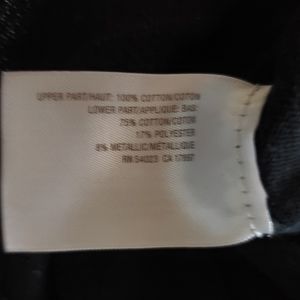 UPPER PART/HAUT: 100% COTTON/COTON
LOWER PART/APPLIQUE: BAS:
75% COTTON/COTON
17% POLYESTER
8% METALLIC/MÉTALLIQUE
RN 54023 CA 17897